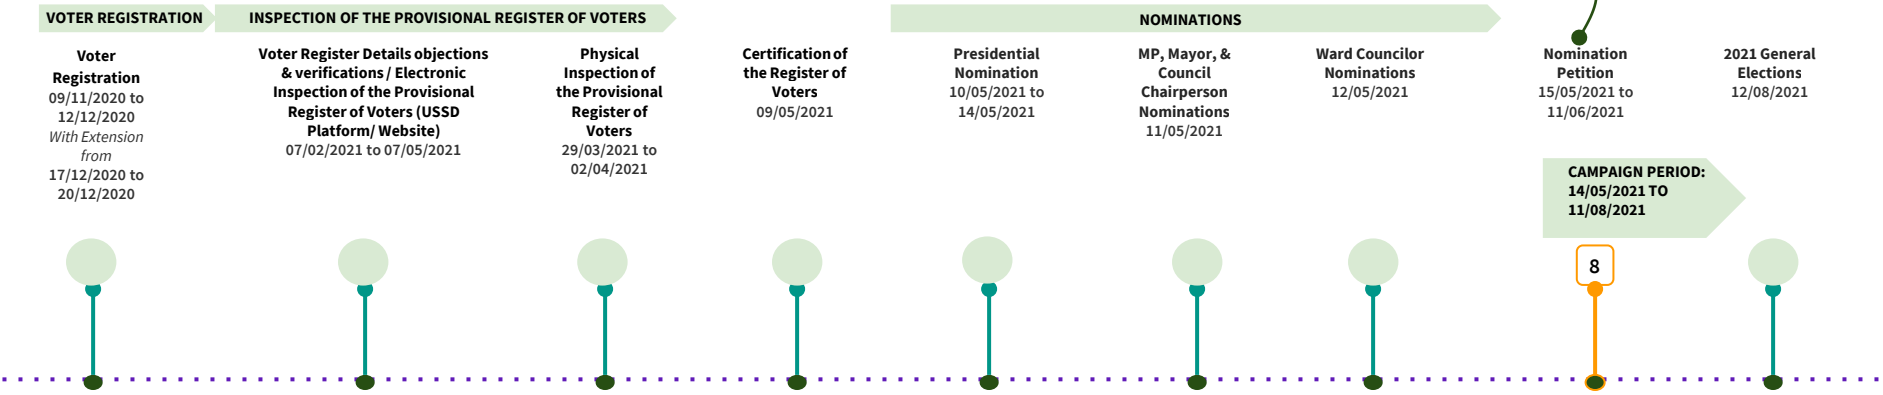 VOTER REGISTRATION
INSPECTION OF THE PROVISIONAL REGISTER OF VOTERS
NOMINATIONS
Voter
Registration
09/11/2020 to
12/12/2020
With Extension
from
17/12/2020 to
20/12/2020
Voter Register Details objections
& verifications / Electronic
Inspection of the Provisional
Register of Voters (USSD
Platform/ Website)
07/02/2021 to 07/05/2021
Physical
Inspection of
the Provisional
Register of
Voters
29/03/2021 to
02/04/2021
Certification of
the Register of
Voters
09/05/2021
Presidential
Nomination
10/05/2021 to
14/05/2021
MP, Mayor, &
Council
Chairperson
Nominations
11/05/2021
Ward Councilor
Nominations
12/05/2021
Nomination
Petition
15/05/2021 to
11/06/2021
2021 General
Elections
12/08/2021
CAMPAIGN PERIOD:
14/05/2021 TO
11/08/2021
8